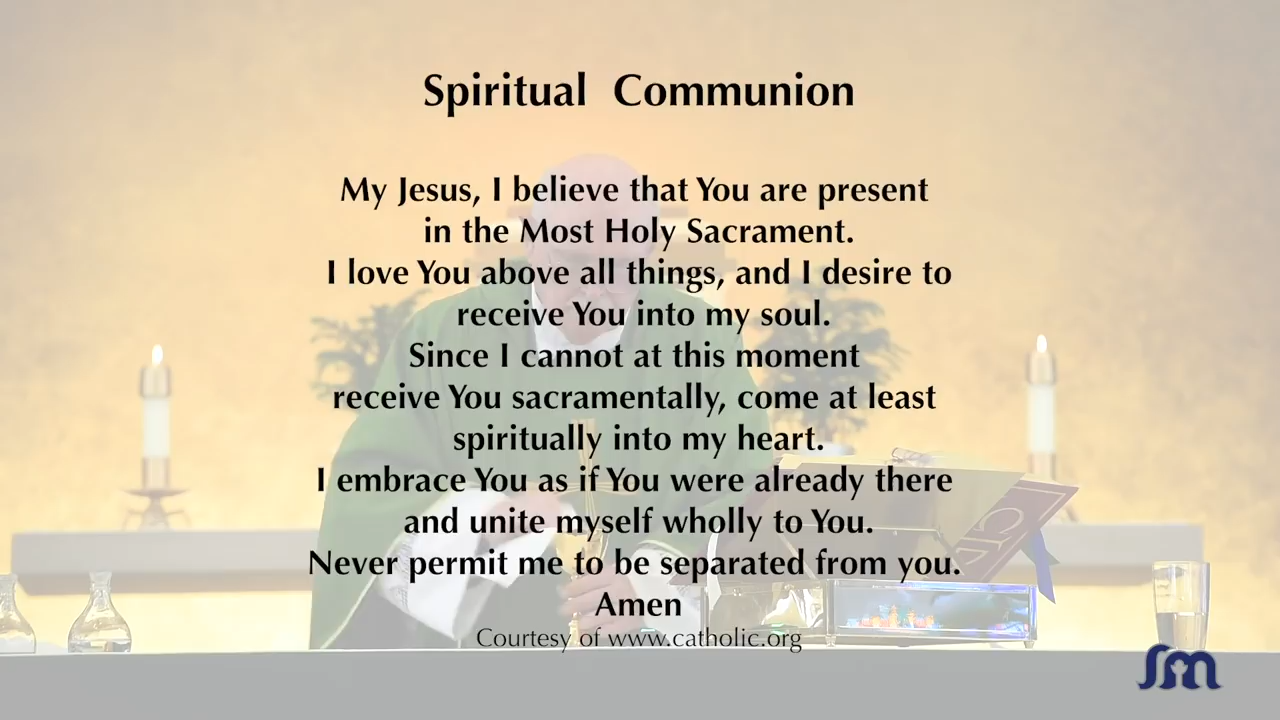 Spiritual Communion
My Jesus, I believe that You are present
in the Most Holy Sacrament.
I love You above all things, and I desire to
receive You into my soul.
Since I cannot at this moment
receive You sacramentally, come at least
spiritually into my heart.
I embrace You as if You were already there
and unite myself wholly to You.
Never permit me to be separated from you.
Amen
Courtesy of www.catholic.org